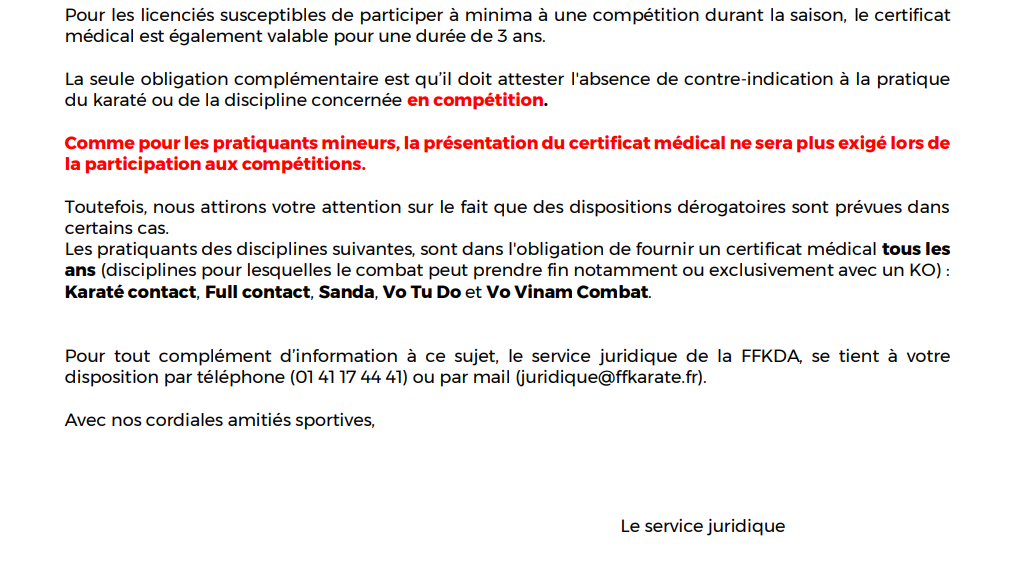 Pour les licenciés susceptibles de participer à minima à une compétition durant la saison, le certificat
médical est également valable pour une durée de 3 ans.
La seule obligation complémentaire est qu’il doit attester l'absence de contre-indication à la pratique
du karaté ou de la discipline concernée en compétition.
Comme pour les pratiquants mineurs, la présentation du certificat médical ne sera plus exigé lors de
la participation aux compétitions.
Toutefois, nous attirons votre attention sur le fait que des dispositions dérogatoires sont prévues dans
certains cas.
Les pratiquants des disciplines suivantes, sont dans l'obligation de fournir un certificat médical tous les
ans (disciplines pour lesquelles le combat peut prendre fin notamment ou exclusivement avec un KO) :
Karaté contact, Full contact, Sanda, Vo Tu Do et Vo Vinam Combat.
Pour tout complément d’information à ce sujet, le service juridique de la FFKDA, se tient à votre
disposition par téléphone (01 41 17 44 41) ou par mail (juridique@ffkarate.fr).
Avec nos cordiales amitiés sportives,
Le service juridique